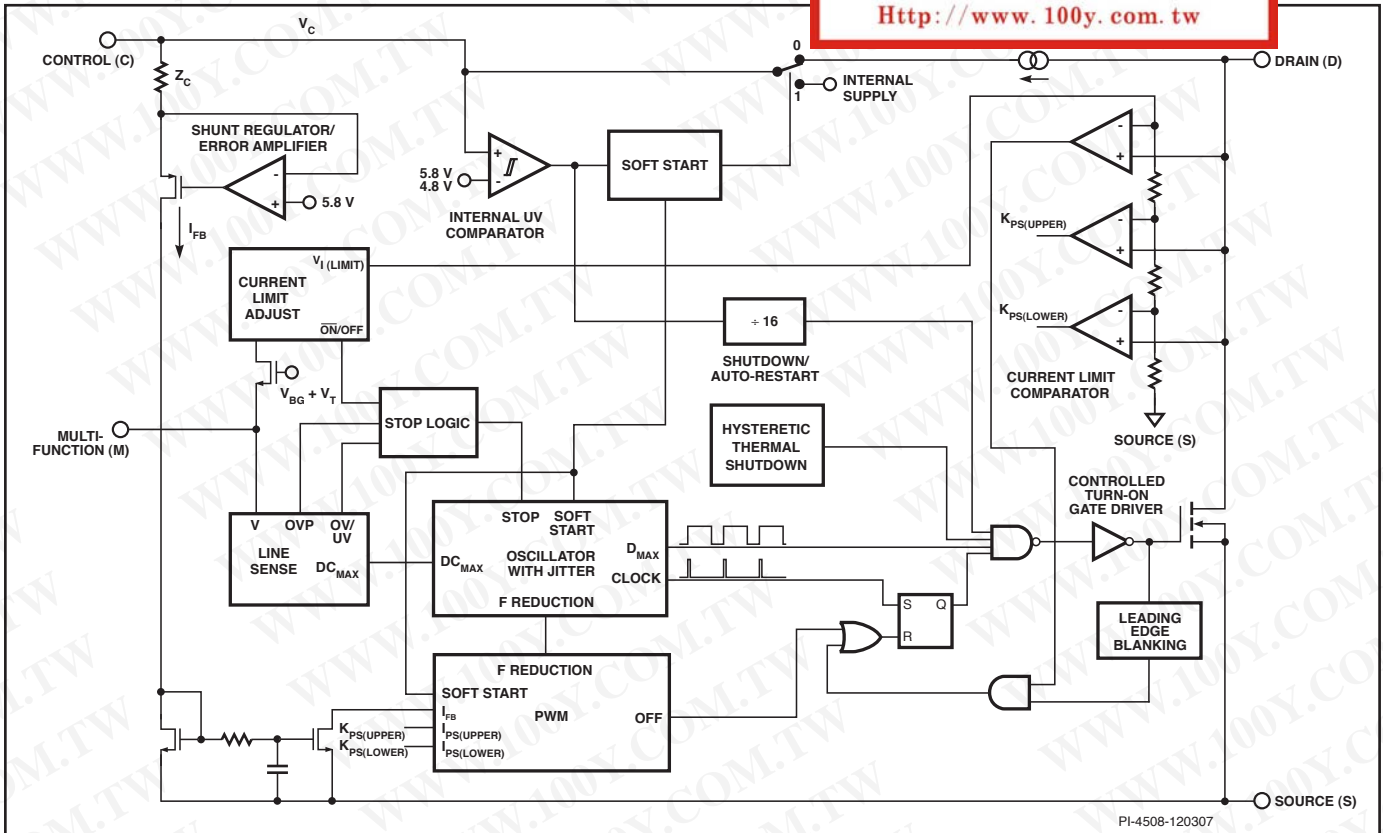 Http://www.100y.com.tw
V_C
CONTROL (C)
Z_C
0
1
INTERNAL
SUPPLY
DRAIN (D)
SHUNT REGULATOR/
ERROR AMPLIFIER
-
+
5.8 V
I_FB
+
-
5.8 V
4.8 V
INTERNAL UV
COMPARATOR
SOFT START
-
+
K_PS(UPPER)
-
+
K_PS(LOWER)
-
+
CURRENT LIMIT
COMPARATOR
SOURCE (S)
V_I (LIMIT)
CURRENT
LIMIT
ADJUST
ON/OFF
÷ 16
SHUTDOWN/
AUTO-RESTART
V_BG + V_T
MULTI-
FUNCTION (M)
STOP LOGIC
HYSTERETIC
THERMAL
SHUTDOWN
CONTROLLED
TURN-ON
GATE DRIVER
V
OVP
OV/
UV
LINE
SENSE
DC_MAX
STOP
SOFT
START
DC_MAX
OSCILLATOR
WITH JITTER
D_MAX
CLOCK
F REDUCTION
S
Q
R
LEADING
EDGE
BLANKING
F REDUCTION
SOFT START
PWM
OFF
I_FB
K_PS(UPPER)
I_PS(UPPER)
K_PS(LOWER)
I_PS(LOWER)
SOURCE (S)
PI-4508-120307
WWW.100Y.COM.TW